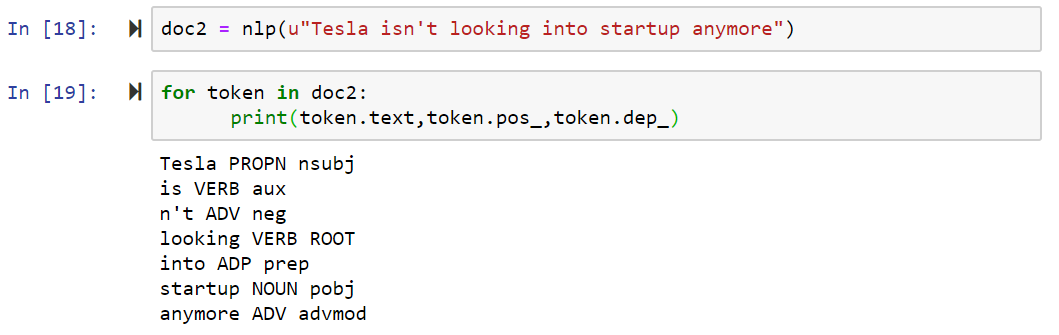 In [18]: doc2 = nlp(u"Tesla isn't looking into startup anymore")
In [19]: for token in doc2:
print(token.text,token.pos_,token.dep_)
Tesla PROPN nsubj
is VERB aux
n't ADV neg
looking VERB ROOT
into ADP prep
startup NOUN pobj
anymore ADV advmod